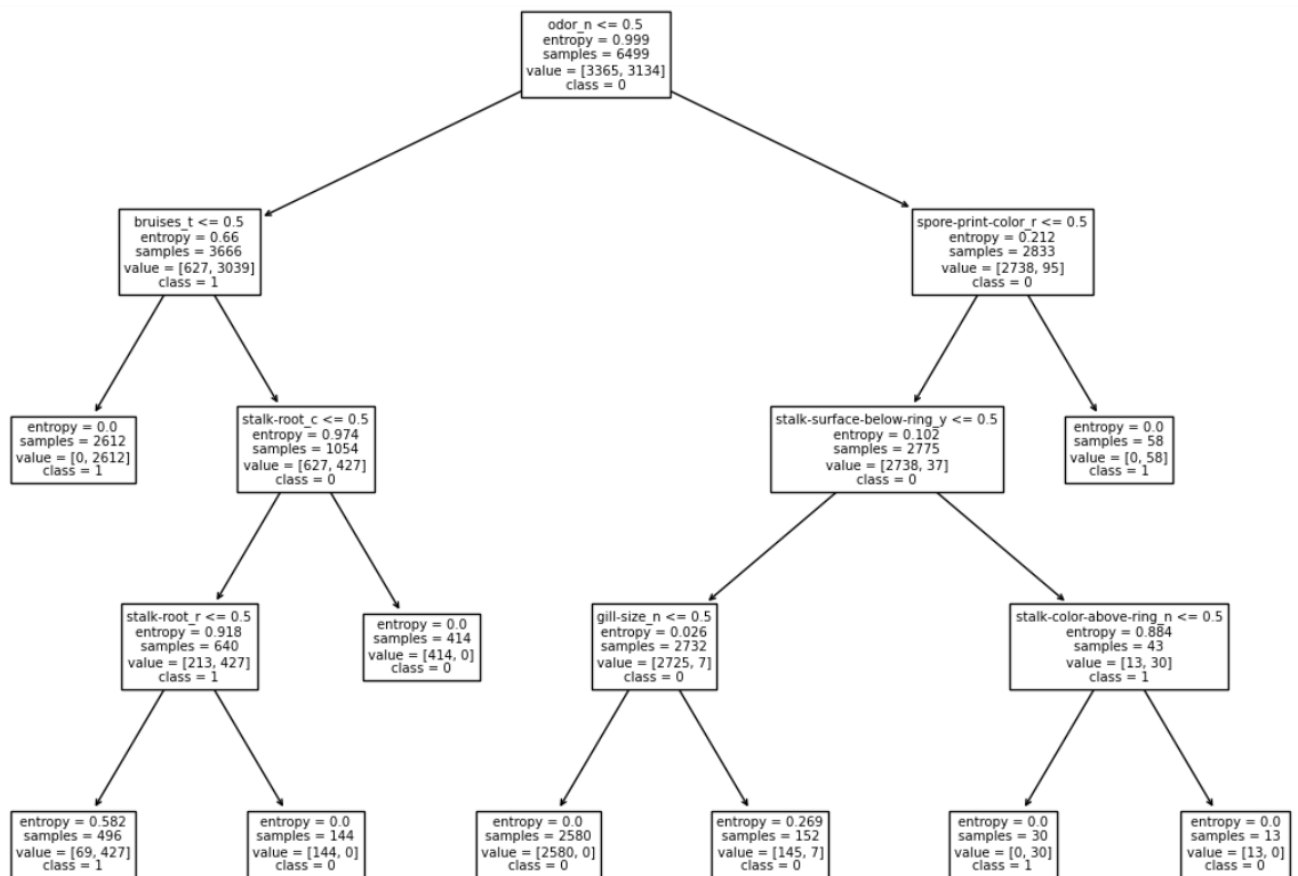 odor_n <= 0.5
entropy = 0.999
samples = 6499
value = [3365, 3134]
class = 0
bruises_t <= 0.5
entropy = 0.66
samples = 3666
value = [627, 3039]
class = 1
spore-print-color_r <= 0.5
entropy = 0.212
samples = 2833
value = [2738, 95]
class = 0
entropy = 0.0
samples = 2612
value = [0, 2612]
class = 1
stalk-root_c <= 0.5
entropy = 0.974
samples = 1054
value = [627, 427]
class = 0
stalk-surface-below-ring_y <= 0.5
entropy = 0.102
samples = 2775
value = [2738, 37]
class = 0
entropy = 0.0
samples = 58
value = [0, 58]
class = 1
stalk-root_r <= 0.5
entropy = 0.918
samples = 640
value = [213, 427]
class = 1
entropy = 0.0
samples = 414
value = [414, 0]
class = 0
gill-size_n <= 0.5
entropy = 0.026
samples = 2732
value = [2725, 7]
class = 0
stalk-color-above-ring_n <= 0.5
entropy = 0.884
samples = 43
value = [13, 30]
class = 1
entropy = 0.582
samples = 496
value = [69, 427]
class = 1
entropy = 0.0
samples = 144
value = [144, 0]
class = 0
entropy = 0.0
samples = 2580
value = [2580, 0]
class = 0
entropy = 0.269
samples = 152
value = [145, 7]
class = 0
entropy = 0.0
samples = 30
value = [0, 30]
class = 1
entropy = 0.0
samples = 13
value = [13, 0]
class = 0